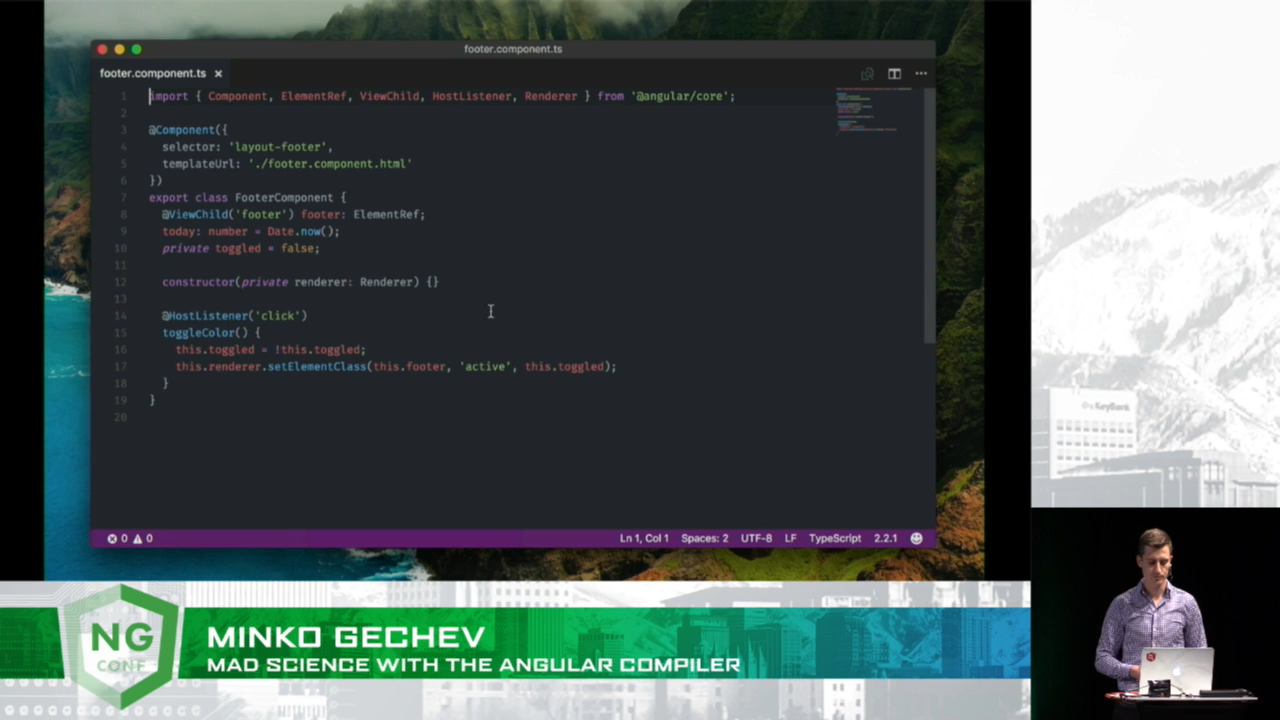 footer.component.ts
footer.component.ts ×
1 import { Component, ElementRef, ViewChild, HostListener, Renderer } from '@angular/core';
2
3 @Component({
4 selector: 'layout-footer',
5 templateUrl: './footer.component.html'
6 })
7 export class FooterComponent {
8 @ViewChild('footer') footer: ElementRef;
9 today: number = Date.now();
10 private toggled = false;
11
12 constructor(private renderer: Renderer) {}
13
14 @HostListener('click')
15 toggleColor() {
16 this.toggled = !this.toggled;
17 this.renderer.setElementClass(this.footer, 'active', this.toggled);
18 }
19 }
20
0 0 Ln 1, Col 1 Spaces: 2 UTF-8 LF TypeScript 2.2.1
KeyBank
NG
CONF
MINKO GECHEV
MAD SCIENCE WITH THE ANGULAR COMPILER